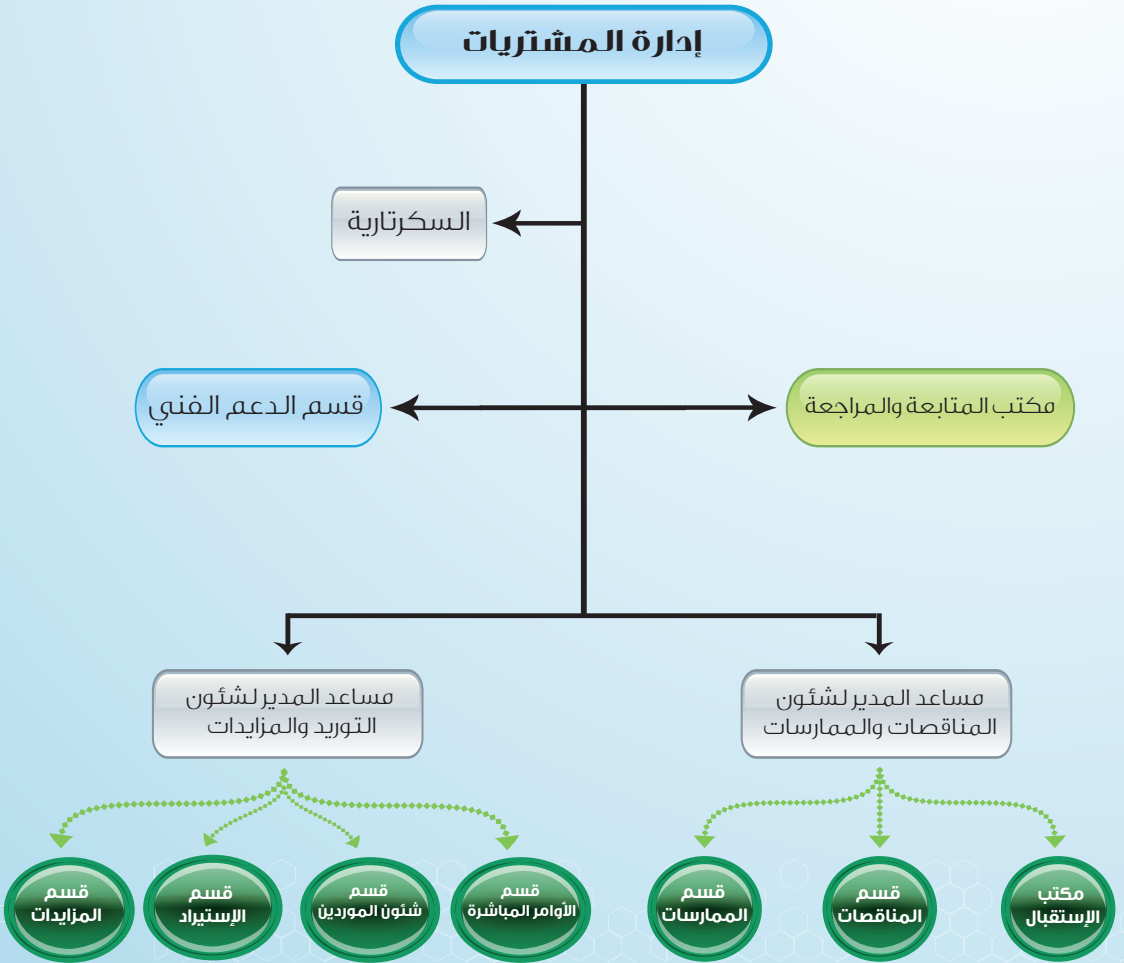 إدارة المشتريات
السكرتارية
مكتب المتابعة والمراجعة
قسم الدعم الفني
مساعد المدير لشئون
المناقصات والممارسات
مساعد المدير لشئون
التوريد والمزايدات
مكتب
الإستقبال
قسم
المناقصات
قسم
الممارسات
قسم
الأوامر المباشرة
قسم
شئون الموردين
قسم
الإستيراد
قسم
المزايدات